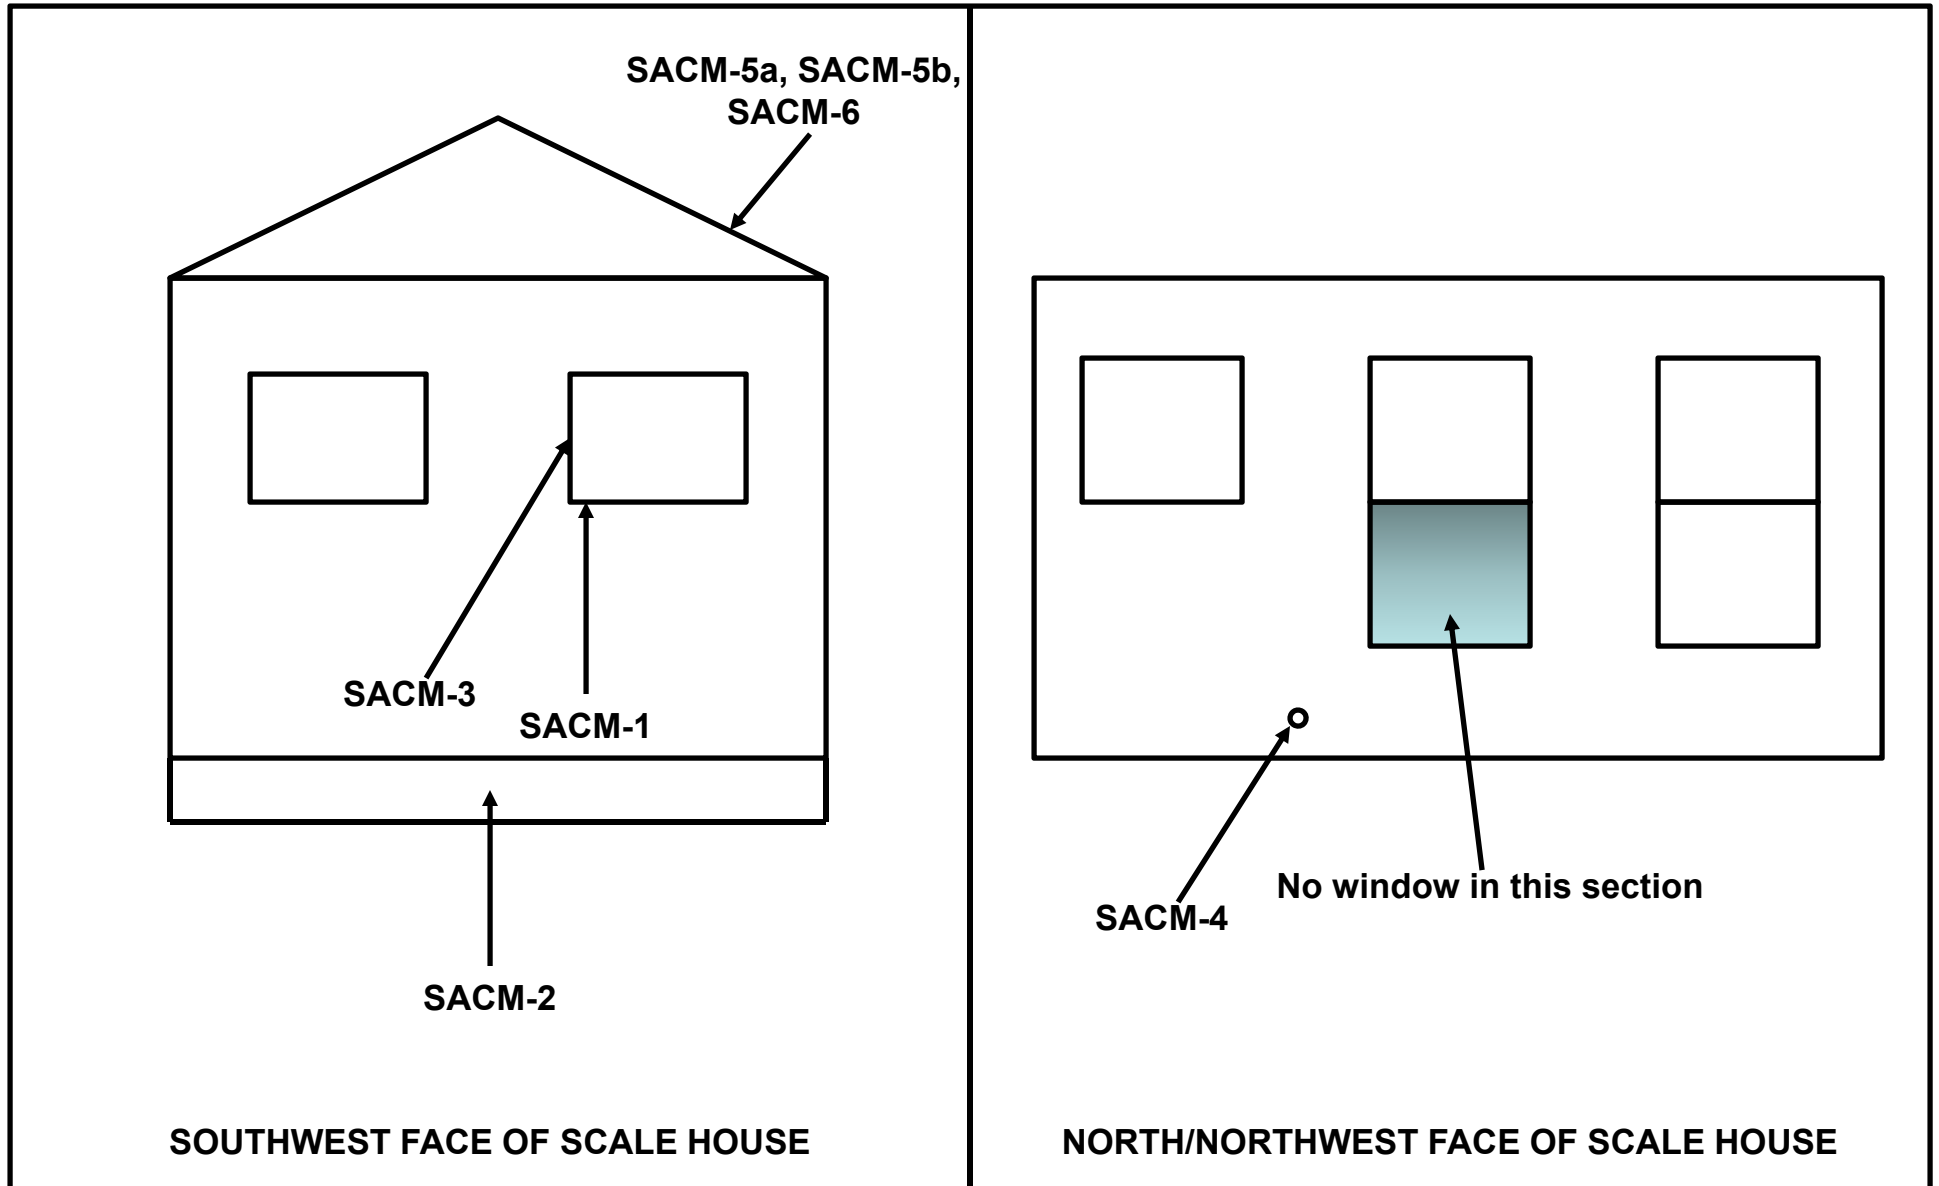 SACM-5a, SACM-5b,
SACM-6
SACM-3
SACM-1
SACM-2
SOUTHWEST FACE OF SCALE HOUSE
No window in this section
SACM-4
NORTH/NORTHWEST FACE OF SCALE HOUSE